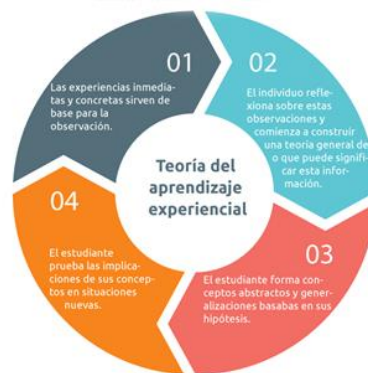 01
Las experiencias inmedia-
tas y concretas sirven de
base para la
observación.
02
El individuo refle-
xiona sobre estas
observaciones y
comienza a construir
una teoría general de
o que puede signifi-
car esta infor-
mación.
Teoría del
aprendizaje
experiencial
03
El estudiante forma con-
ceptos abstractos y gener-
alizaciones basabas en sus
hipótesis.
04
El estudiante
prueba las implica-
ciones de sus concep-
tos en situaciones
nuevas.